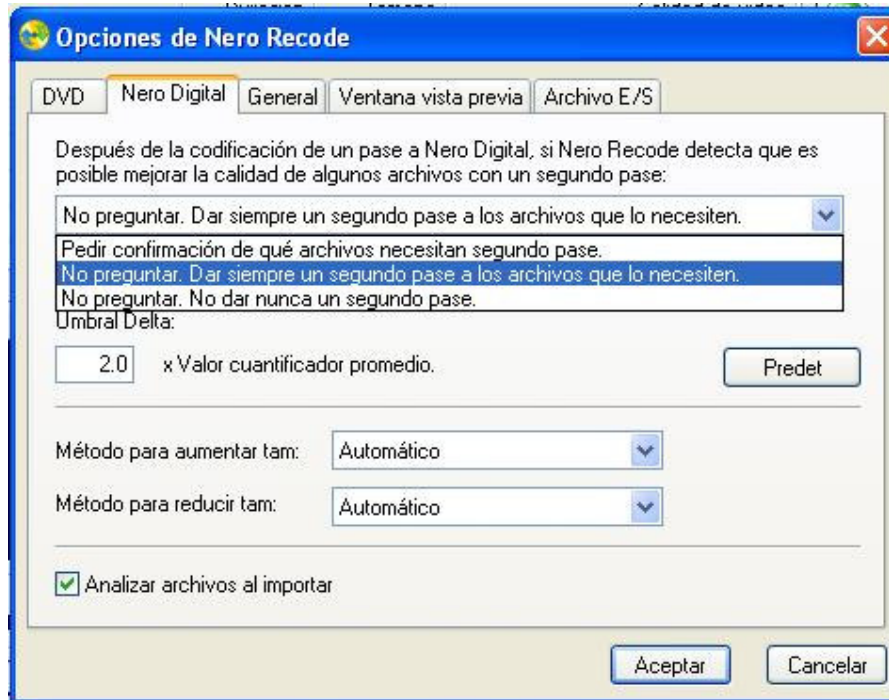 Opciones de Nero Recode
DVD Nero Digital General Ventana vista previa Archivo E/S
Después de la codificación de un pase a Nero Digital, si Nero Recode detecta que es
posible mejorar la calidad de algunos archivos con un segundo pase:
No preguntar. Dar siempre un segundo pase a los archivos que lo necesiten.
Pedir confirmación de qué archivos necesitan segundo pase.
No preguntar. Dar siempre un segundo pase a los archivos que lo necesiten.
No preguntar. No dar nunca un segundo pase.
Umbral Delta:
2.0 x Valor cuantificador promedio. Predet
Método para aumentar tam: Automático
Método para reducir tam: Automático
Analizar archivos al importar
Aceptar Cancelar